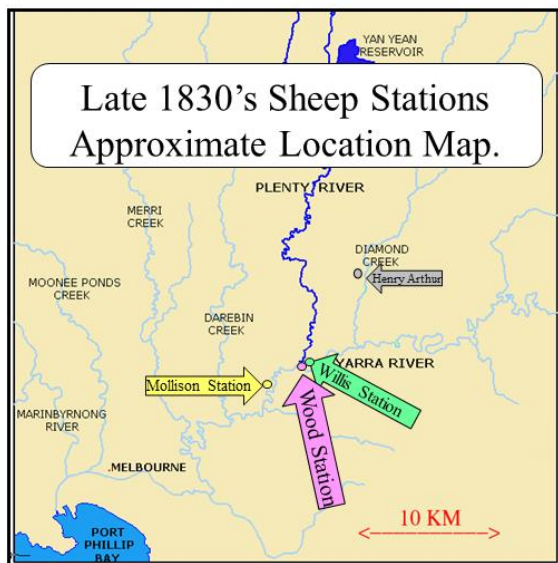 YAN YEAN
RESERVOIR
Late 1830’s Sheep Stations
Approximate Location Map.
PLENTY RIVER
MERRI
CREEK
DIAMOND
CREEK
Henry Arthur
MOONEE PONDS
CREEK
DAREBIN
CREEK
YARRA RIVER
Mollison Station
Willis Station
Wood Station
MARINBYRNONG
RIVER
.MELBOURNE
10 KM
PORT
PHILLIP
BAY